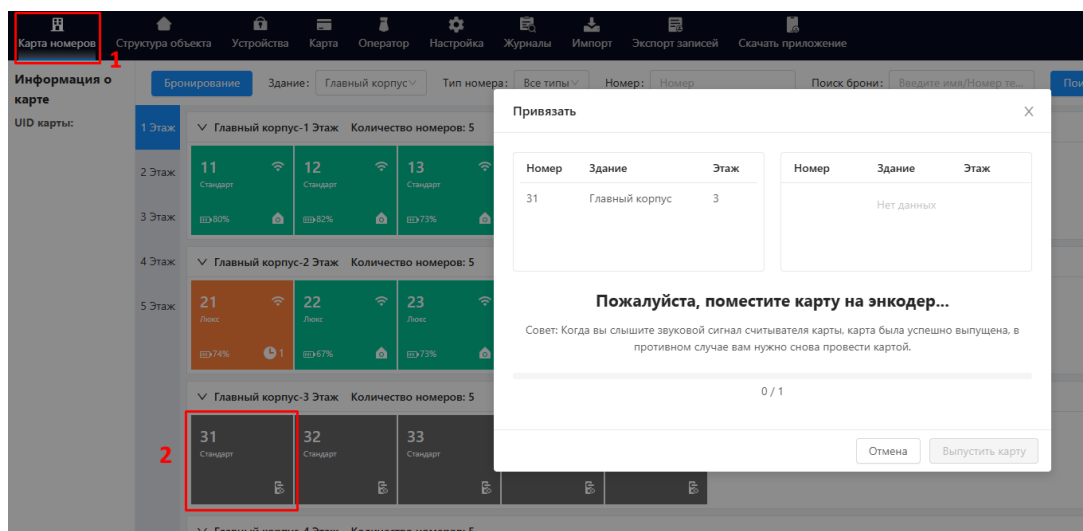 Карта номеров Структура объекта Устройства Карта Оператор Настройка Журналы Импорт Экспорт записей Скачать приложение
1
Информация о карте
UID карты:
Бронирование Здание: Главный корпус Тип номера: Все типы Номер: Номер Поиск брони: Введите имя/Номер те...
1 Этаж
2 Этаж
3 Этаж
4 Этаж
5 Этаж
Главный корпус-1 Этаж Количество номеров: 5
11 12 13
Стандарт Стандарт Стандарт
80% 82% 73%
Главный корпус-2 Этаж Количество номеров: 5
21 22 23
Люкс Люкс Люкс
74% 1 67% 73%
Главный корпус-3 Этаж Количество номеров: 5
2
31 32 33
Стандарт Стандарт Стандарт
Привязать
Номер Здание Этаж
31 Главный корпус 3
Номер Здание Этаж
Нет данных
Пожалуйста, поместите карту на энкодер...
Совет: Когда вы слышите звуковой сигнал считывателя карты, карта была успешно выпущена, в
противном случае вам нужно снова провести картой.
0 / 1
Отмена Выпустить карту